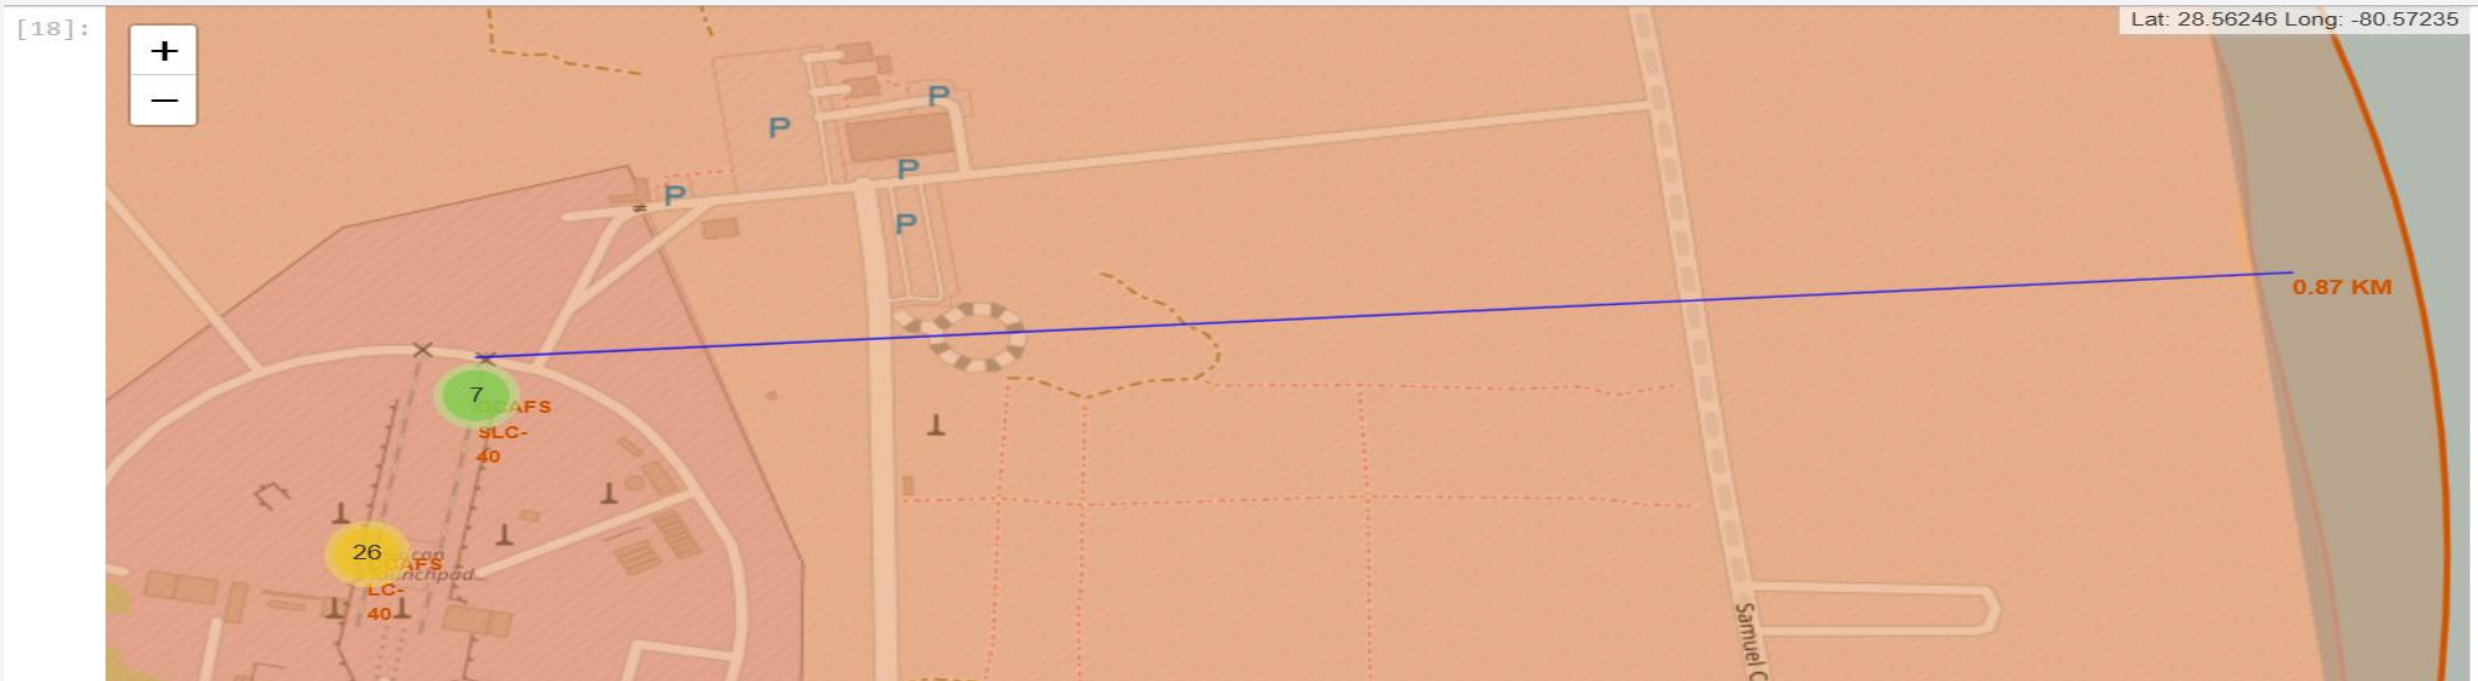 [18]:
+
−
Lat: 28.56246 Long: -80.57235
P
P
P
P
P
0.87 KM
7
CCAFS
SLC-
40
26
CCAFS
LC-
40
Samuel C